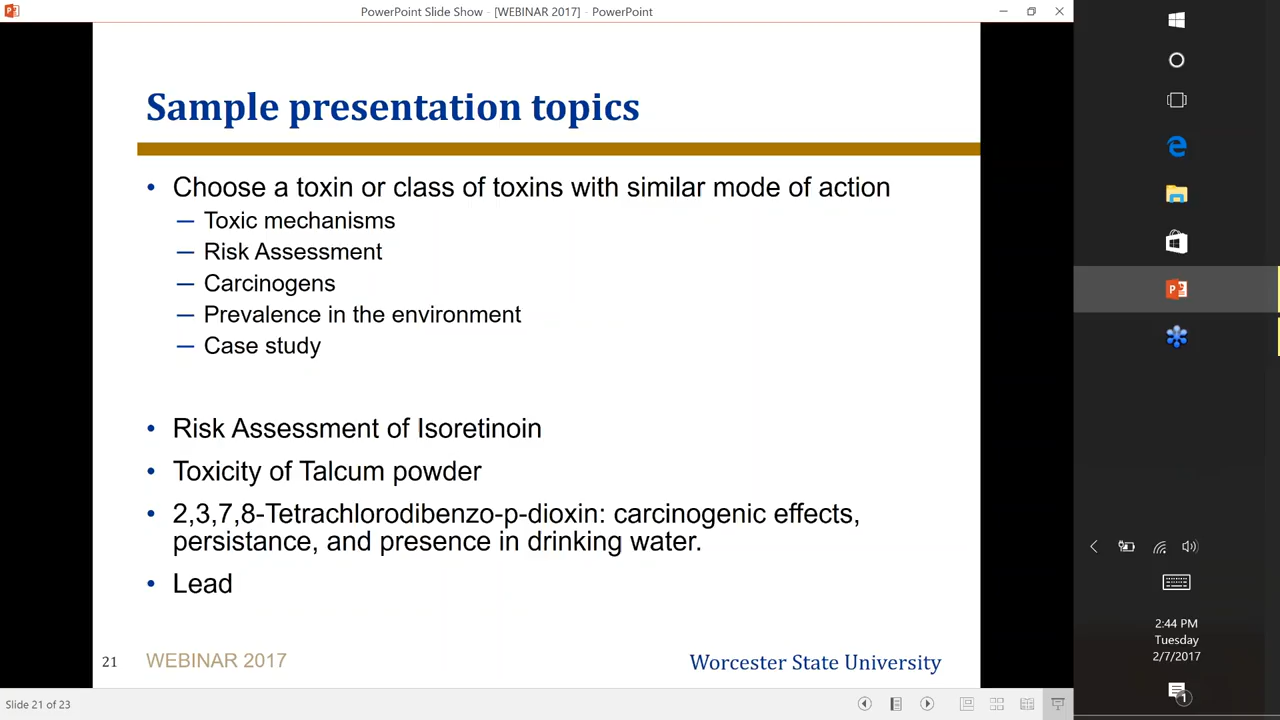 PowerPoint Slide Show - [WEBINAR 2017] - PowerPoint
Sample presentation topics
• Choose a toxin or class of toxins with similar mode of action
— Toxic mechanisms
— Risk Assessment
— Carcinogens
— Prevalence in the environment
— Case study
• Risk Assessment of Isoretinoin
• Toxicity of Talcum powder
• 2,3,7,8-Tetrachlorodibenzo-p-dioxin: carcinogenic effects,
persistance, and presence in drinking water.
• Lead
21 WEBINAR 2017 Worcester State University
Slide 21 of 23
2:44 PM
Tuesday
2/7/2017
1